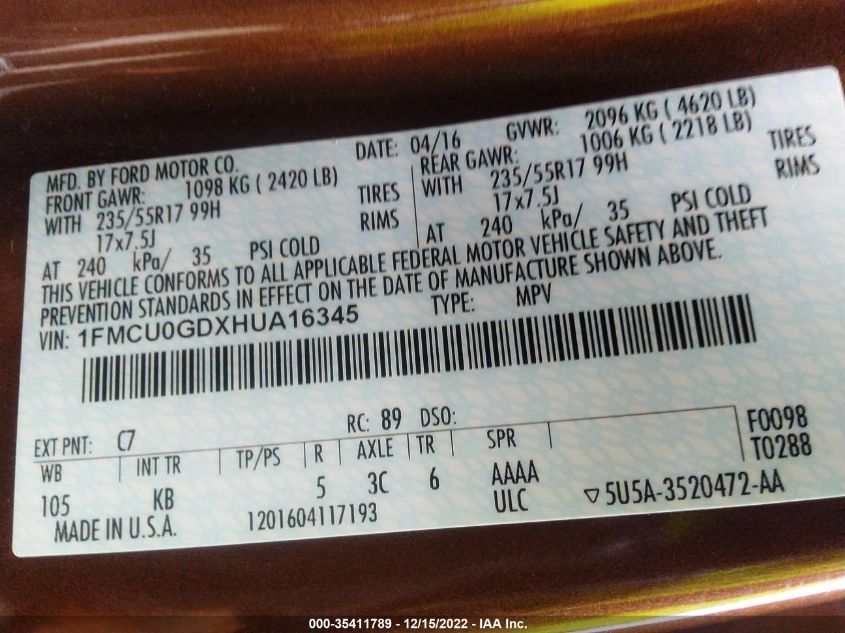 MFD. BY FORD MOTOR CO. DATE: 04/16 GVWR: 2096 KG ( 4620 LB)
FRONT GAWR: 1098 KG ( 2420 LB) REAR GAWR: 1006 KG ( 2218 LB)
WITH 235/55R17 99H TIRES WITH 235/55R17 99H TIRES
17x7.5J RIMS 17x7.5J RIMS
AT 240 kPa/ 35 PSI COLD AT 240 kPa/ 35 PSI COLD
THIS VEHICLE CONFORMS TO ALL APPLICABLE FEDERAL MOTOR VEHICLE SAFETY AND THEFT
PREVENTION STANDARDS IN EFFECT ON THE DATE OF MANUFACTURE SHOWN ABOVE.
VIN: 1FMCU0GDXHUA16345 TYPE: MPV
EXT PNT: C7 RC: 89 DSO: F0098
WB INT TR TP/PS R AXLE TR SPR T0288
105 KB 5 3C 6 AAAA
ULC ▽5U5A-3520472-AA
MADE IN U.S.A. 1201604117193
000-35411789 - 12/15/2022 - IAA Inc.